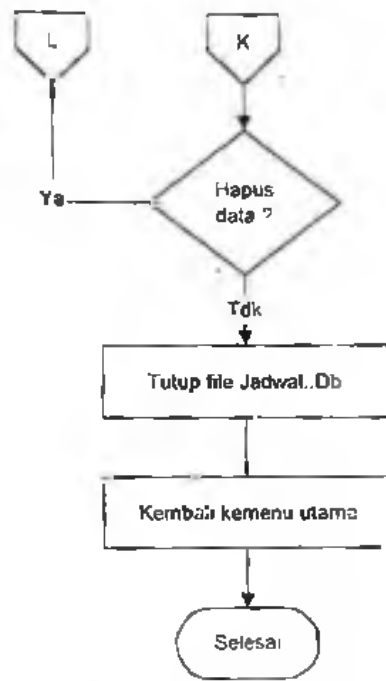 L
K
Hapus
data ?
Ya
Tdk
Tutup file Jadwal..Db
Kembali kemenu utama
Selesai